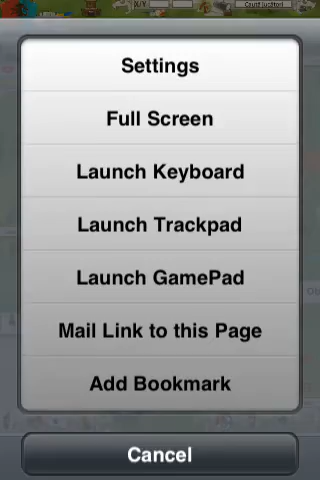 X/Y
Settings
Full Screen
Launch Keyboard
Launch Trackpad
Launch GamePad
Mail Link to this Page
Add Bookmark
Cancel